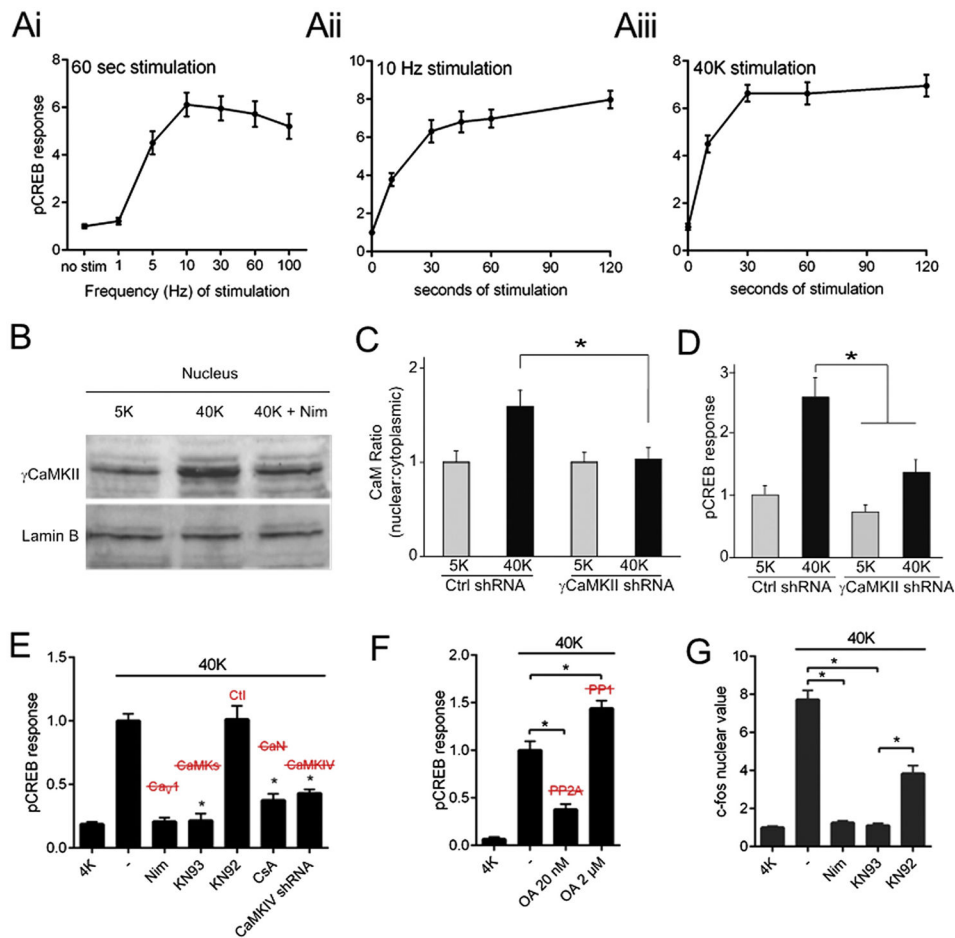 Ai
Aii
Aiii
60 sec stimulation
10 Hz stimulation
40K stimulation
pCREB response
6
4
2
0
no stim 1 5 10 30 60 100
Frequency (Hz) of stimulation
10
8
6
4
2
0
0 30 60 90 120
seconds of stimulation
8
6
4
2
0
0 30 60 90 120
seconds of stimulation
B
Nucleus
5K 40K 40K + Nim
γCaMKII
Lamin B
C
CaM Ratio
(nuclear:cytoplasmic)
2
1
0
*
5K 40K 5K 40K
Ctrl shRNA γCaMKII shRNA
D
pCREB response
3
2
1
0
*
5K 40K 5K 40K
Ctrl shRNA γCaMKII shRNA
E
40K
pCREB response
1.5
1.0
0.5
0.0
Ctl
CaN
CaMKs
CaMKIV
Cav1
* * *
4K - Nim KN93 KN92 CsA CaMKIV shRNA
F
40K
pCREB response
2.0
1.5
1.0
0.5
0.0
*
PP1
*
PP2A
4K - OA 20 nM OA 2 µM
G
40K
c-fos nuclear value
10
8
6
4
2
0
*
*
*
4K - Nim KN93 KN92